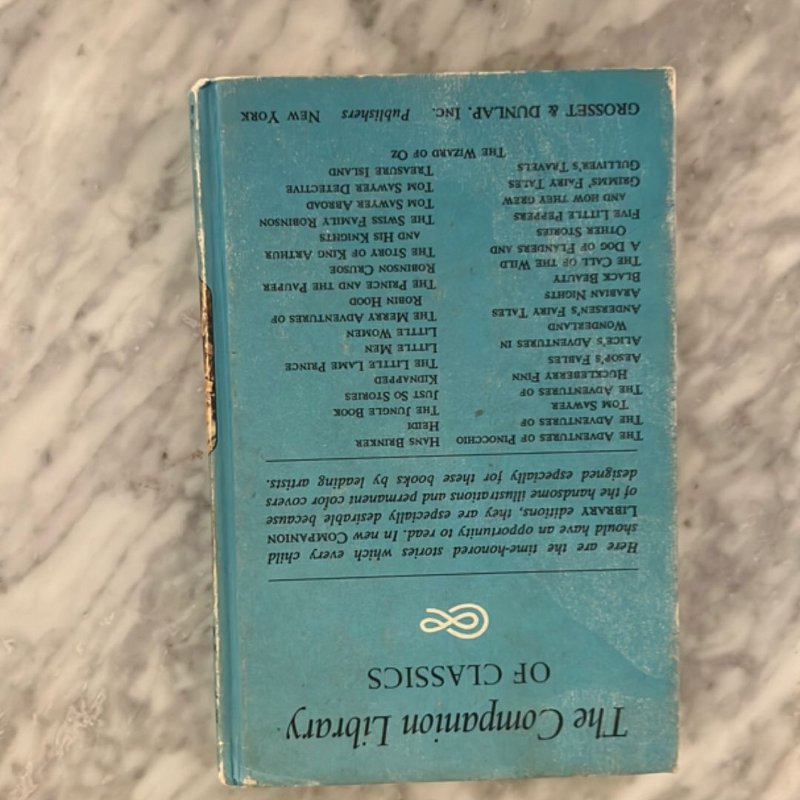 The Companion Library
OF CLASSICS
Here are the time-honored stories which every child
should have an opportunity to read. In new COMPANION
LIBRARY editions, they are especially desirable because
of the handsome illustrations and permanent color covers
designed especially for these books by leading artists.
THE ADVENTURES OF PINOCCHIO
THE ADVENTURES OF
TOM SAWYER
THE ADVENTURES OF
HUCKLEBERRY FINN
AESOP'S FABLES
ALICE'S ADVENTURES IN
WONDERLAND
ANDERSEN'S FAIRY TALES
ARABIAN NIGHTS
BLACK BEAUTY
THE CALL OF THE WILD
A DOG OF FLANDERS AND
OTHER STORIES
FIVE LITTLE PEPPERS
AND HOW THEY GREW
GRIMMS' FAIRY TALES
GULLIVER'S TRAVELS
HANS BRINKER
HEIDI
THE JUNGLE BOOK
JUST SO STORIES
KIDNAPPED
THE LITTLE LAME PRINCE
LITTLE MEN
LITTLE WOMEN
THE MERRY ADVENTURES OF
ROBIN HOOD
THE PRINCE AND THE PAUPER
ROBINSON CRUSOE
THE STORY OF KING ARTHUR
AND HIS KNIGHTS
THE SWISS FAMILY ROBINSON
TOM SAWYER ABROAD
TOM SAWYER DETECTIVE
TREASURE ISLAND
THE WIZARD OF OZ
GROSSET & DUNLAP, INC. Publishers NEW YORK